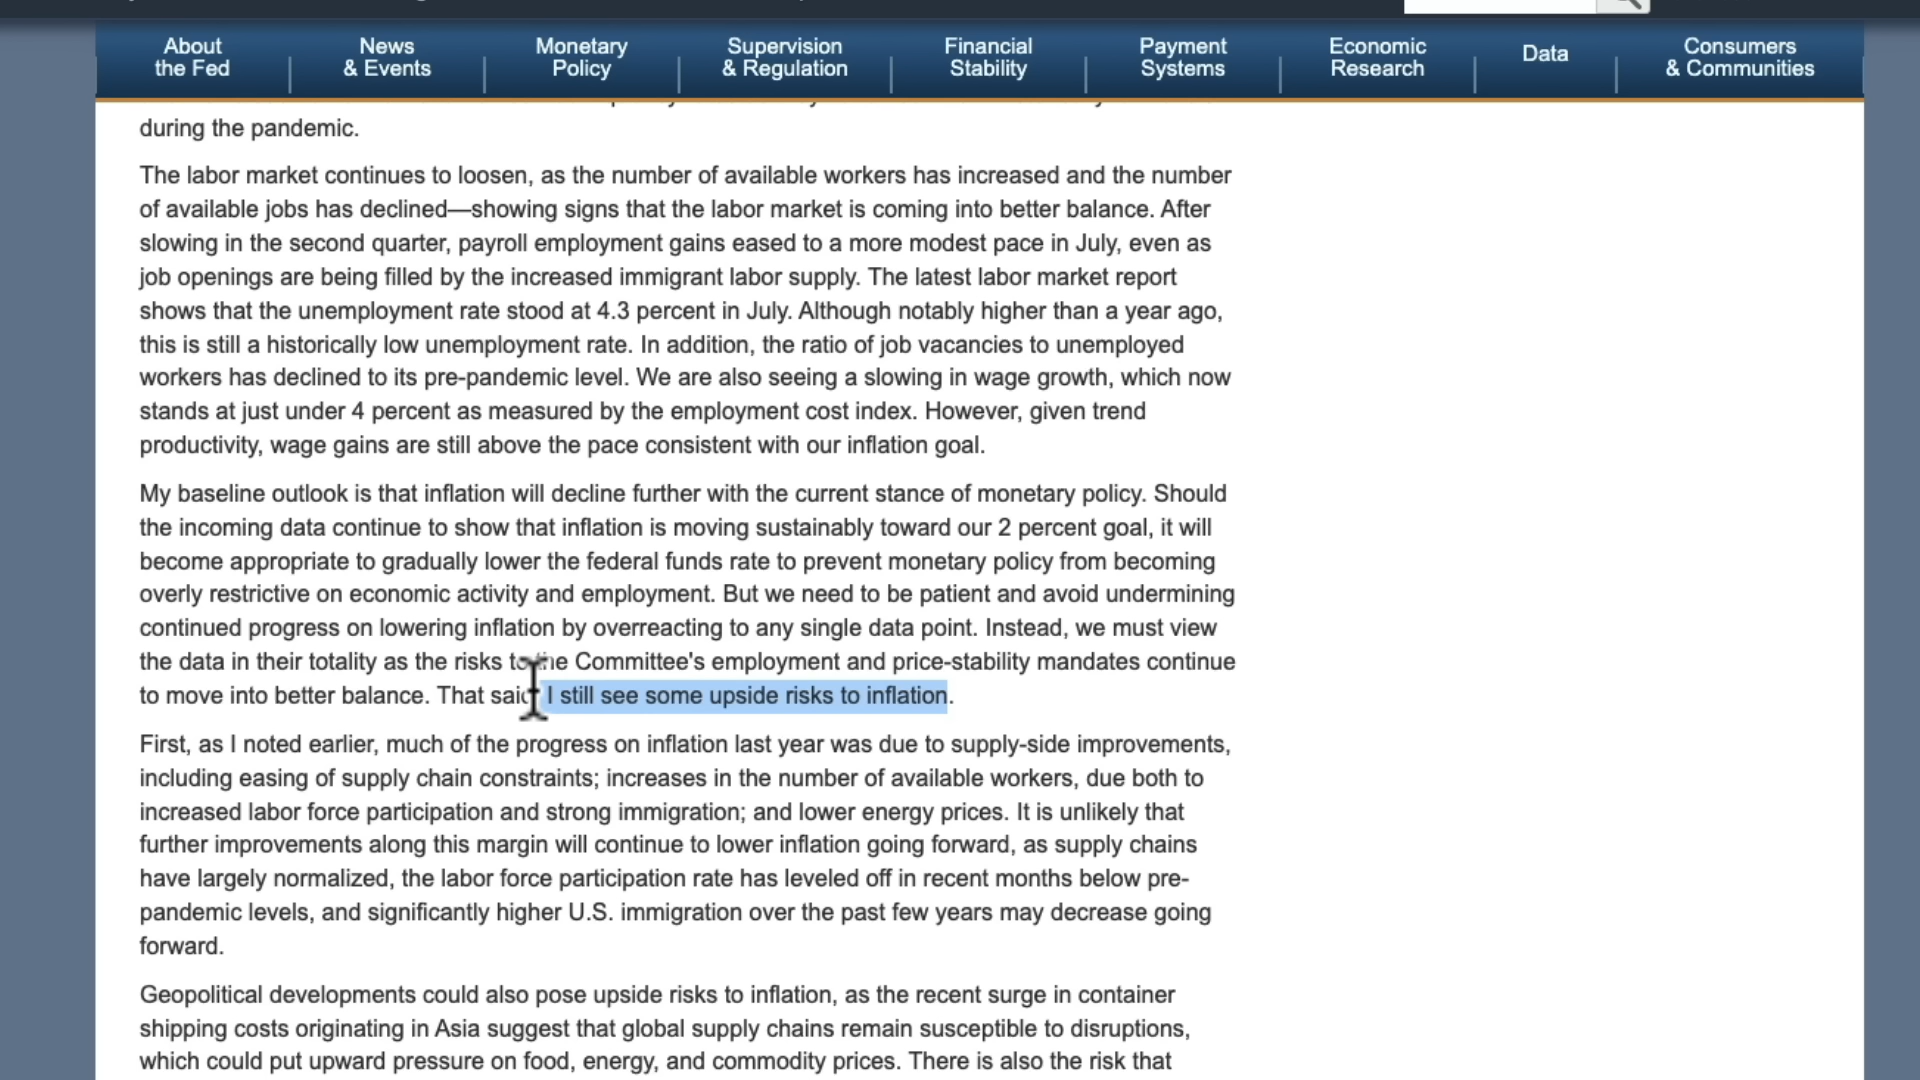 About
the Fed
News
& Events
Monetary
Policy
Supervision
& Regulation
Financial
Stability
Payment
Systems
Economic
Research
Data
Consumers
& Communities
during the pandemic.
The labor market continues to loosen, as the number of available workers has increased and the number
of available jobs has declined—showing signs that the labor market is coming into better balance. After
slowing in the second quarter, payroll employment gains eased to a more modest pace in July, even as
job openings are being filled by the increased immigrant labor supply. The latest labor market report
shows that the unemployment rate stood at 4.3 percent in July. Although notably higher than a year ago,
this is still a historically low unemployment rate. In addition, the ratio of job vacancies to unemployed
workers has declined to its pre-pandemic level. We are also seeing a slowing in wage growth, which now
stands at just under 4 percent as measured by the employment cost index. However, given trend
productivity, wage gains are still above the pace consistent with our inflation goal.
My baseline outlook is that inflation will decline further with the current stance of monetary policy. Should
the incoming data continue to show that inflation is moving sustainably toward our 2 percent goal, it will
become appropriate to gradually lower the federal funds rate to prevent monetary policy from becoming
overly restrictive on economic activity and employment. But we need to be patient and avoid undermining
continued progress on lowering inflation by overreacting to any single data point. Instead, we must view
the data in their totality as the risks to the Committee's employment and price-stability mandates continue
to move into better balance. That said, I still see some upside risks to inflation.
First, as I noted earlier, much of the progress on inflation last year was due to supply-side improvements,
including easing of supply chain constraints; increases in the number of available workers, due both to
increased labor force participation and strong immigration; and lower energy prices. It is unlikely that
further improvements along this margin will continue to lower inflation going forward, as supply chains
have largely normalized, the labor force participation rate has leveled off in recent months below pre-
pandemic levels, and significantly higher U.S. immigration over the past few years may decrease going
forward.
Geopolitical developments could also pose upside risks to inflation, as the recent surge in container
shipping costs originating in Asia suggest that global supply chains remain susceptible to disruptions,
which could put upward pressure on food, energy, and commodity prices. There is also the risk that